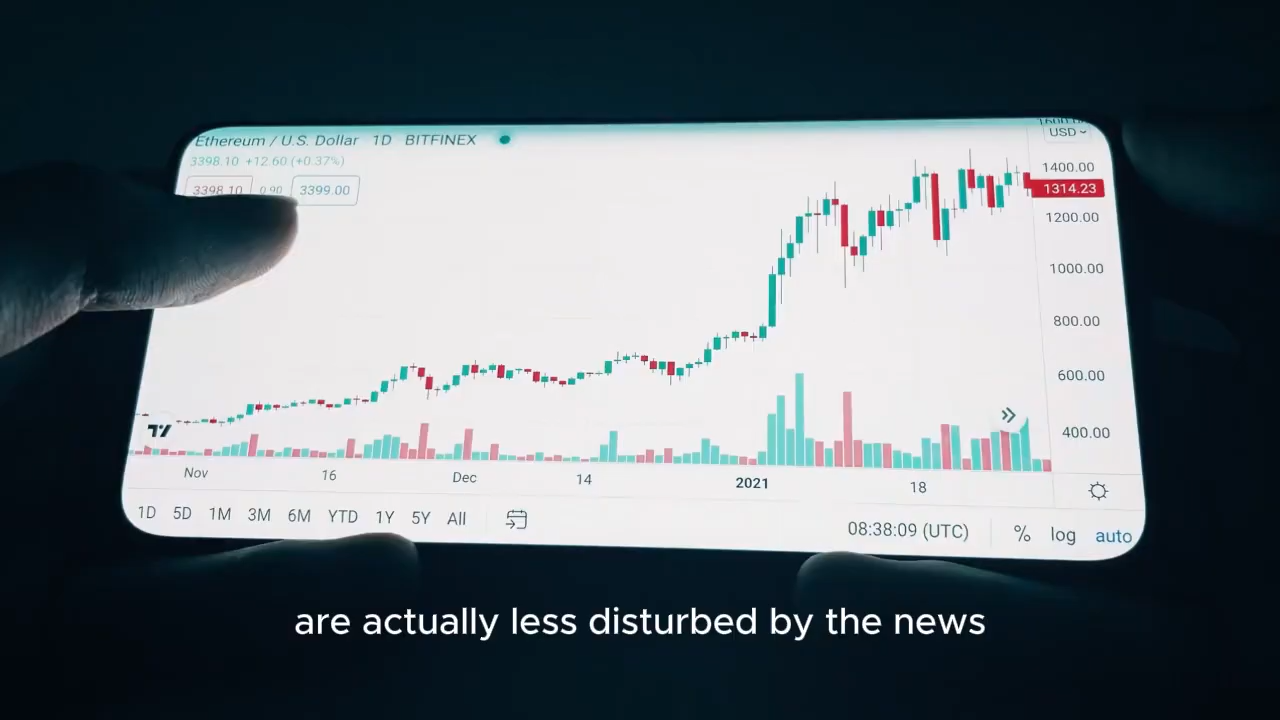 Ethereum / U.S. Dollar 1D BITFINEX
USD
3398.10 +12.60 (+0.37%)
3398.10 0.90 3399.00
1400.00
1314.23
1200.00
1000.00
800.00
600.00
400.00
Nov 16 Dec 14 2021 18
1D 5D 1M 3M 6M YTD 1Y 5Y All
08:38:09 (UTC) % log auto
are actually less disturbed by the news